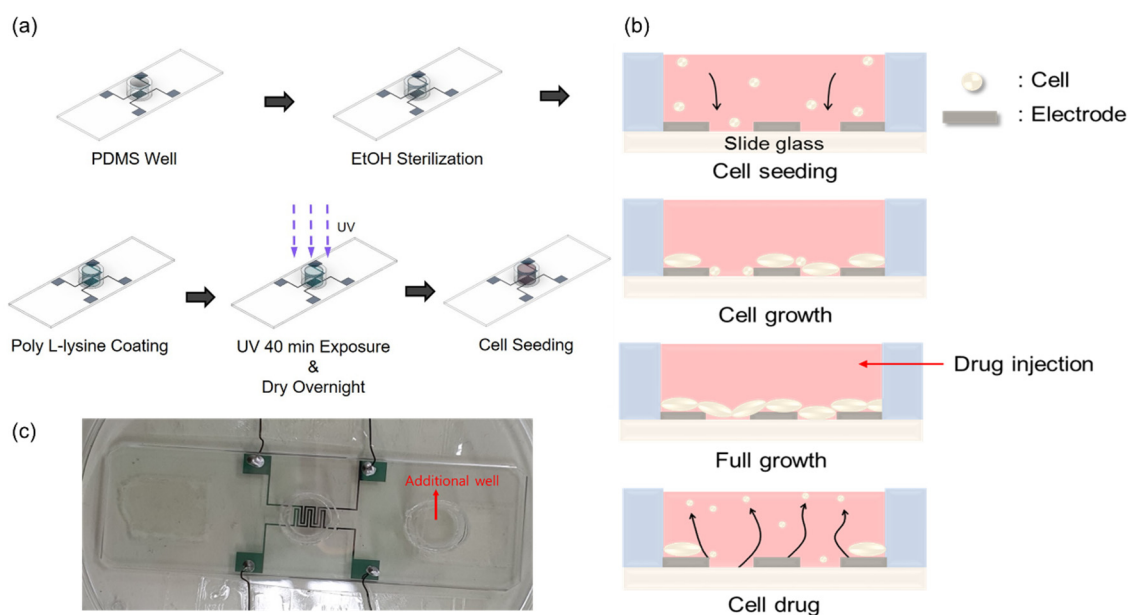 (a)
PDMS Well
EtOH Sterilization
UV
Poly L-lysine Coating
UV 40 min Exposure
&
Dry Overnight
Cell Seeding
(b)
: Cell
: Electrode
Slide glass
Cell seeding
Cell growth
Drug injection
Full growth
Cell drug
(c)
Additional well